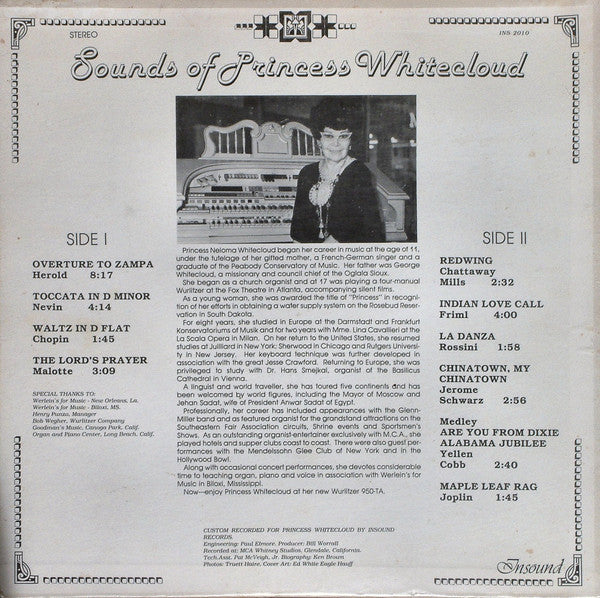 STEREO
INS 2010
Sounds of Princess Whitecloud
SIDE I
OVERTURE TO ZAMPA
Herold 8:17
TOCCATA IN D MINOR
Nevin 4:14
WALTZ IN D FLAT
Chopin 1:45
THE LORD'S PRAYER
Malotte 3:09
SPECIAL THANKS TO:
Werlein's for Music - New Orleans, La.
Werlein's for Music - Biloxi, MS.
Henry Punzo, Manager
Bob Wegher, Wurlitzer Company
Goodman's Music, Canoga Park, Calif.
Organ and Piano Center, Long Beach, Calif.
Princess Neloma Whitecloud began her career in music at the age of 11,
under the tutelage of her gifted mother, a French-German singer and a
graduate of the Peabody Conservatory of Music. Her father was George
Whitecloud, a missionary and council chief of the Oglala Sioux.
She began as a church organist and at 17 was playing a four-manual
Wurlitzer at the Fox Theatre in Atlanta, accompanying silent films.
As a young woman, she was awarded the title of "Princess" in recogni-
tion of her efforts in obtaining a water supply system on the Rosebud Reser-
vation in South Dakota.
For eight years, she studied in Europe at the Darmstadt and Frankfurt
Konservatoriums of Musik and for two years with Mme. Lina Cavallieri at the
La Scala Opera in Milan. On her return to the United States, she resumed
studies at Juilliard in New York; Sherwood in Chicago and Rutgers Universi-
ty in New Jersey. Her keyboard technique was further developed in
association with the great Jesse Crawford. Returning to Europe, she was
privileged to study with Dr. Hans Smejkal, organist of the Basilicus
Cathedral in Vienna.
A linguist and world traveller, she has toured five continents and has
been welcomed by world figures, including the Mayor of Moscow and
Jehan Sadat, wife of President Anwar Sadat of Egypt.
Professionally, her career has included appearances with the Glenn-
Miller band and as featured organist for the grandstand attractions on the
Southeastern Fair Association circuits, Shrine events and Sportsmen's
Shows. As an outstanding organist-entertainer exclusively with M.C.A., she
played hotels and supper clubs coast to coast. There were also guest per-
formances with the Mendelssohn Glee Club of New York and in the
Hollywood Bowl.
Along with occasional concert performances, she devotes considerable
time to teaching organ, piano and voice in association with Werlein's for
Music in Biloxi, Mississippi.
Now—enjoy Princess Whitecloud at her new Wurlitzer 950-TA.
SIDE II
REDWING
Chattaway
Mills 2:32
INDIAN LOVE CALL
Friml 4:00
LA DANZA
Rossini 1:58
CHINATOWN, MY
CHINATOWN
Jerome
Schwarz 2:56
Medley
ARE YOU FROM DIXIE
ALABAMA JUBILEE
Yellen
Cobb 2:40
MAPLE LEAF RAG
Joplin 1:45
CUSTOM RECORDED FOR PRINCESS WHITECLOUD BY INSOUND
RECORDS.
Engineering: Paul Elmore. Producer: Bill Worrall
Recorded at: MCA Whitney Studios, Glendale, California.
Tech. Asis. Pat McVeigh, Jr. Biography: Ken Brown
Photos: Truett Haire, Cover Art: Ed White Eagle Hauff
Insound